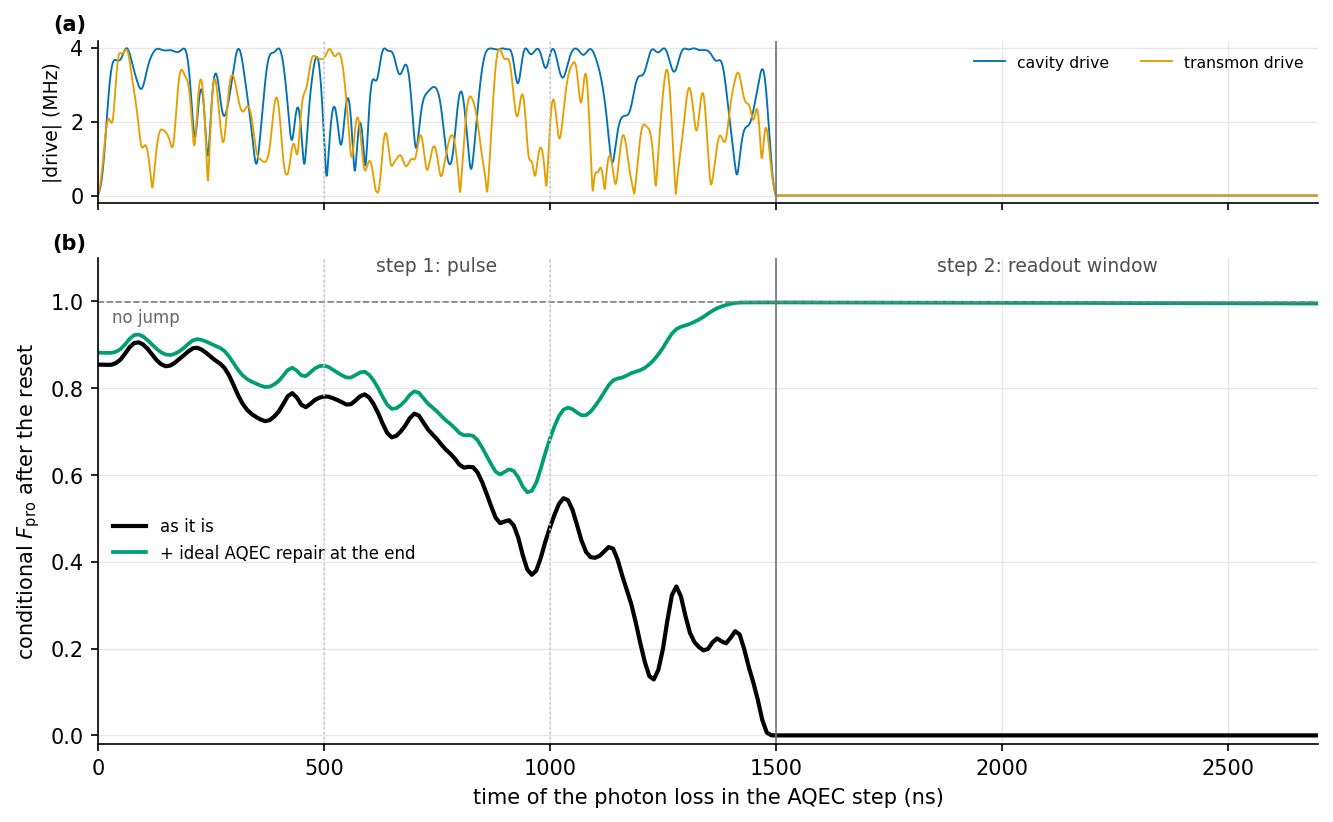 (a)
|drive| (MHz)
4
2
0
cavity drive
transmon drive
(b)
step 1: pulse
step 2: readout window
conditional F_pro after the reset
1.0
0.8
0.6
0.4
0.2
0.0
no jump
as it is
+ ideal AQEC repair at the end
0
500
1000
1500
2000
2500
time of the photon loss in the AQEC step (ns)